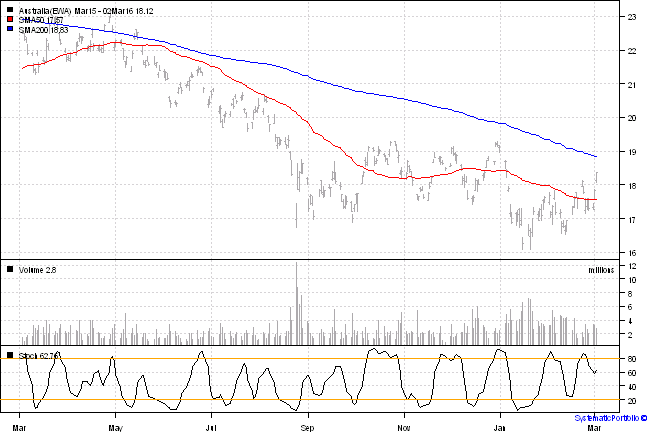 Australia(EWA) Mar15 - 02Mar16 18.12
SMA50 17.57
SMA200 18.83
23
22
21
20
19
18
17
16
Volume 2.8
millions
12
10
8
6
4
2
Stoch 62.76
80
60
40
20
Mar May Jul Sep Nov Jan Mar
SystematicPortfolio ©